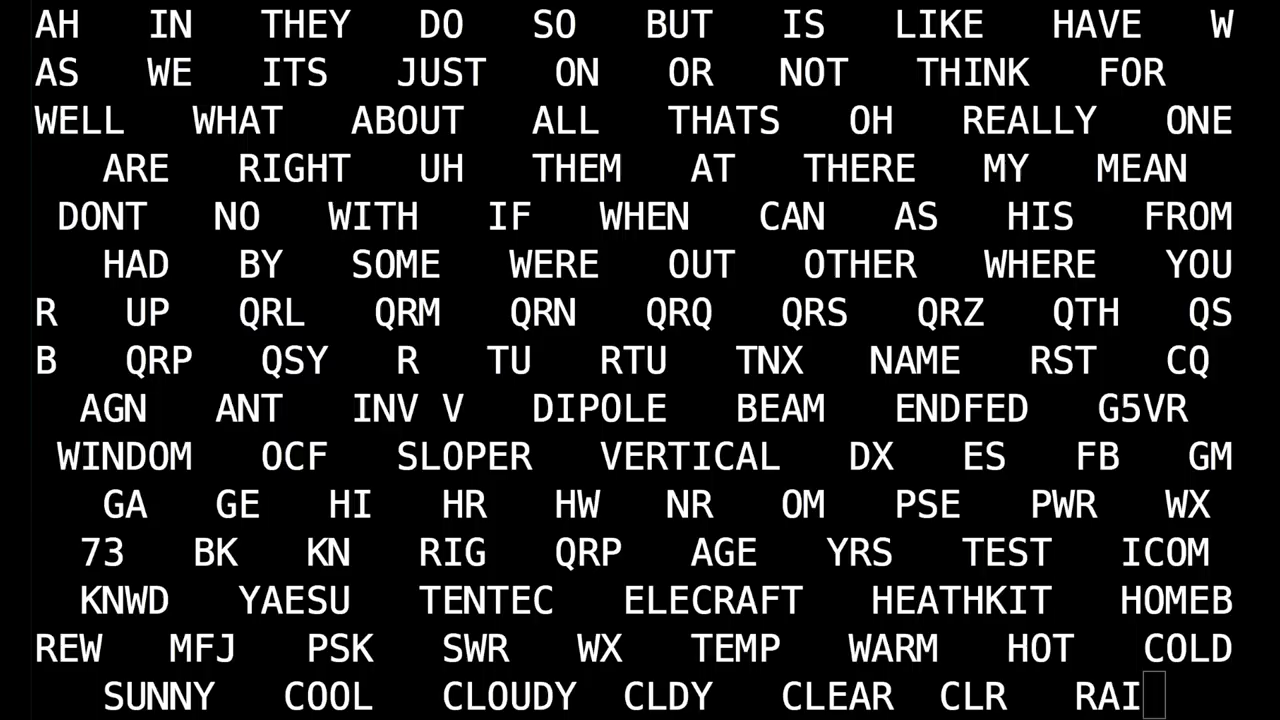 AH IN THEY DO SO BUT IS LIKE HAVE W
AS WE ITS JUST ON OR NOT THINK FOR
WELL WHAT ABOUT ALL THATS OH REALLY ONE
ARE RIGHT UH THEM AT THERE MY MEAN
DONT NO WITH IF WHEN CAN AS HIS FROM
HAD BY SOME WERE OUT OTHER WHERE YOU
R UP QRL QRM QRN QRQ QRS QRZ QTH QS
B QRP QSY R TU RTU TNX NAME RST CQ
AGN ANT INV V DIPOLE BEAM ENDFED G5VR
WINDOM OCF SLOPER VERTICAL DX ES FB GM
GA GE HI HR HW NR OM PSE PWR WX
73 BK KN RIG QRP AGE YRS TEST ICOM
KNWD YAESU TENTEC ELECRAFT HEATHKIT HOMEB
REW MFJ PSK SWR WX TEMP WARM HOT COLD
SUNNY COOL CLOUDY CLDY CLEAR CLR RAI